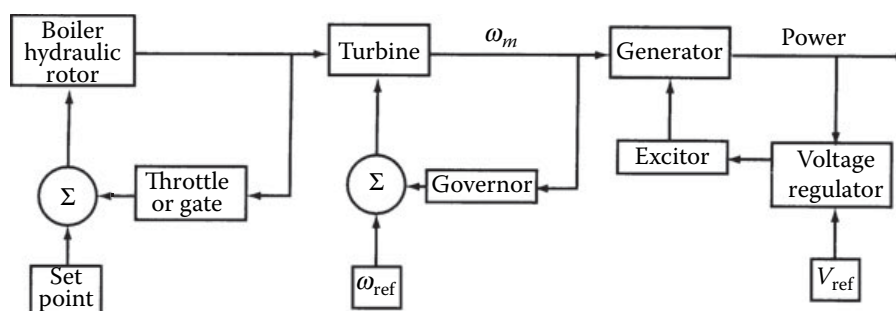 Boiler
hydraulic
rotor
Turbine
ω_m
Generator
Power
Σ
Throttle
or gate
Σ
Governor
Excitor
Voltage
regulator
Set
point
ω_ref
V_ref